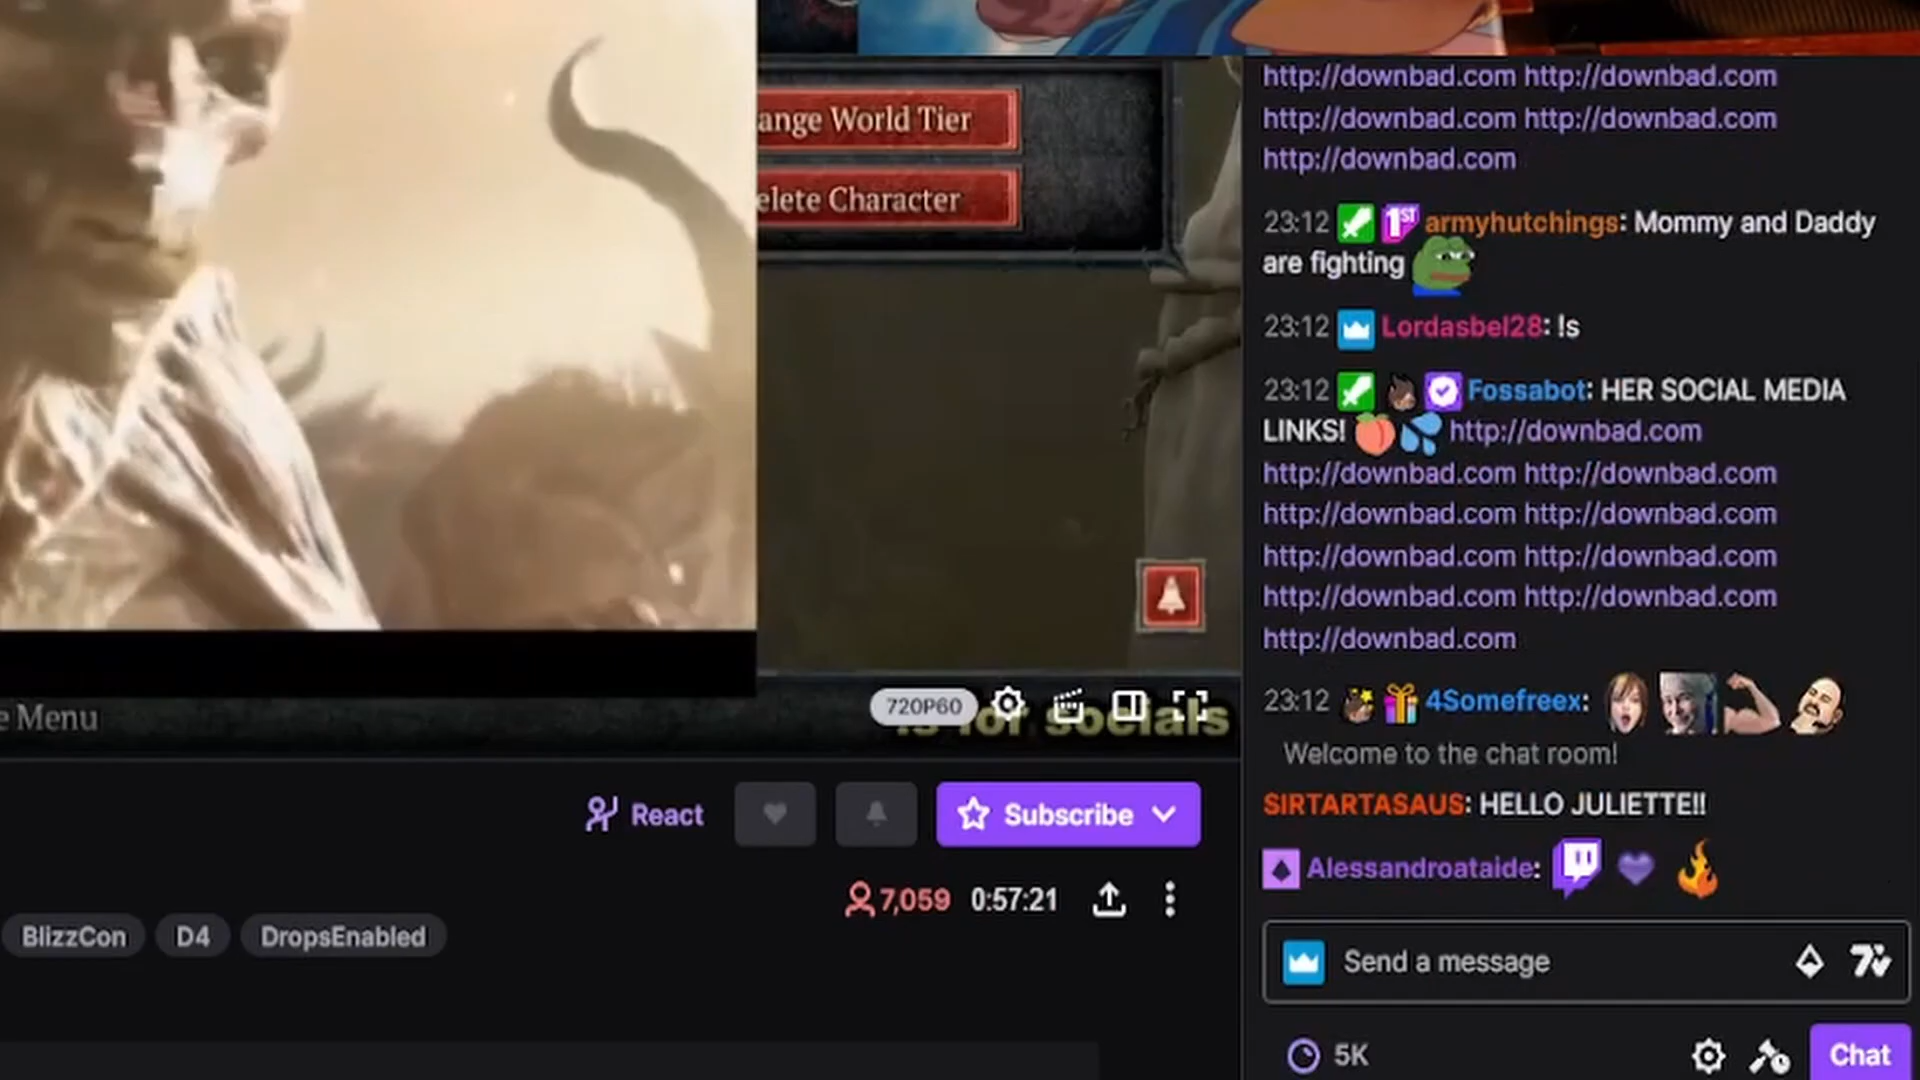 http://downbad.com http://downbad.com
http://downbad.com http://downbad.com
http://downbad.com
ange World Tier
elete Character
23:12 1ST armyhutchings: Mommy and Daddy
are fighting
23:12 Lordasbel28: !s
23:12 Fossabot: HER SOCIAL MEDIA
LINKS! http://downbad.com
http://downbad.com http://downbad.com
http://downbad.com http://downbad.com
http://downbad.com http://downbad.com
http://downbad.com http://downbad.com
http://downbad.com
23:12 4Somefreex:
Welcome to the chat room!
SIRTARTASAUS: HELLO JULIETTE!!
Alessandroataide:
e Menu
720P60
!s for socials
React
Subscribe
7,059 0:57:21
BlizzCon D4 DropsEnabled
Send a message
5K
Chat